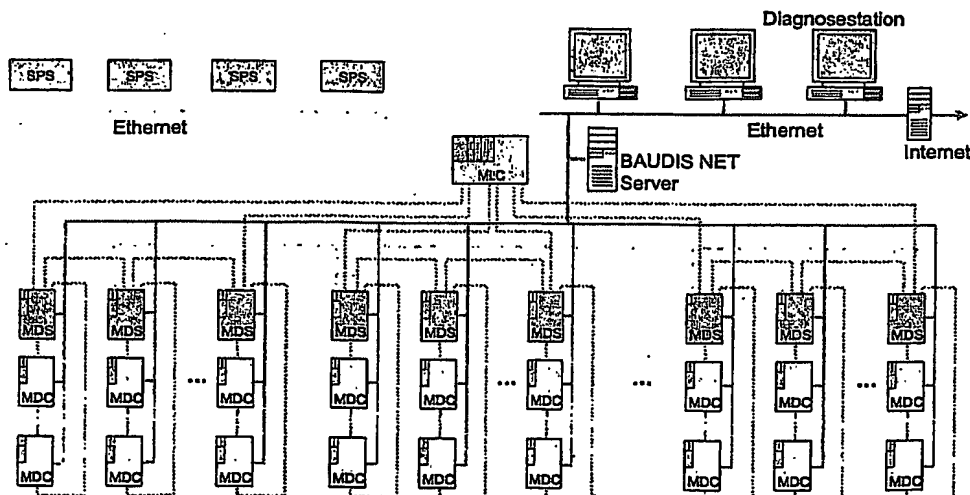 Diagnosestation
SPS SPS SPS SPS
Ethernet
Ethernet
Internet
BAUDIS NET
Server
MLC
MDS MDS MDS MDS MDS MDS MDS MDS MDS
MDC MDC ... MDC MDC MDC ... MDC ... MDC MDC ... MDC
MDC MDC MDC MDC MDC MDC MDC MDC MDC